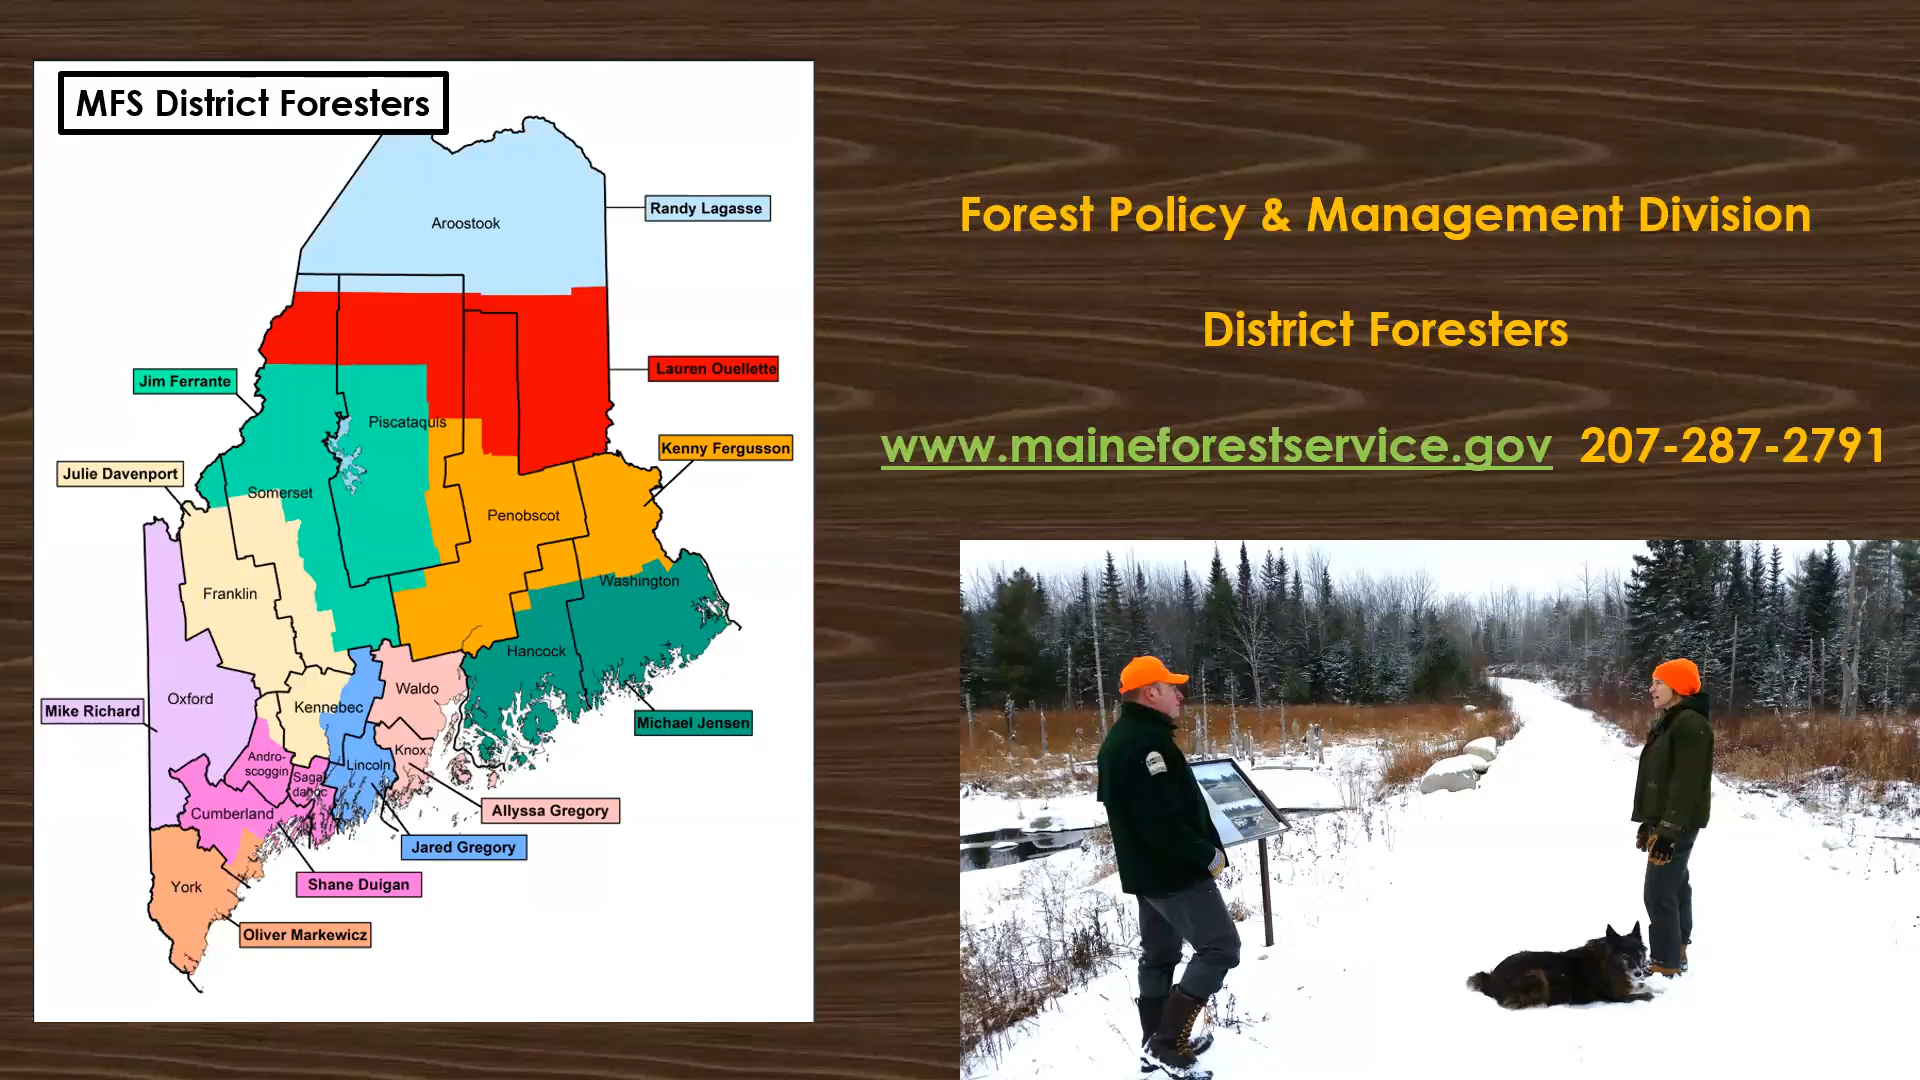 MFS District Foresters
Aroostook
Randy Lagasse
Lauren Ouellette
Jim Ferrante
Piscataquis
Kenny Fergusson
Julie Davenport
Somerset
Penobscot
Washington
Franklin
Hancock
Waldo
Oxford
Kennebec
Mike Richard
Michael Jensen
Knox
Andro-
scoggin
Lincoln
Saga
dahoc
Cumberland
Allyssa Gregory
Jared Gregory
York
Shane Duigan
Oliver Markewicz
Forest Policy & Management Division
District Foresters
www.maineforestservice.gov 207-287-2791